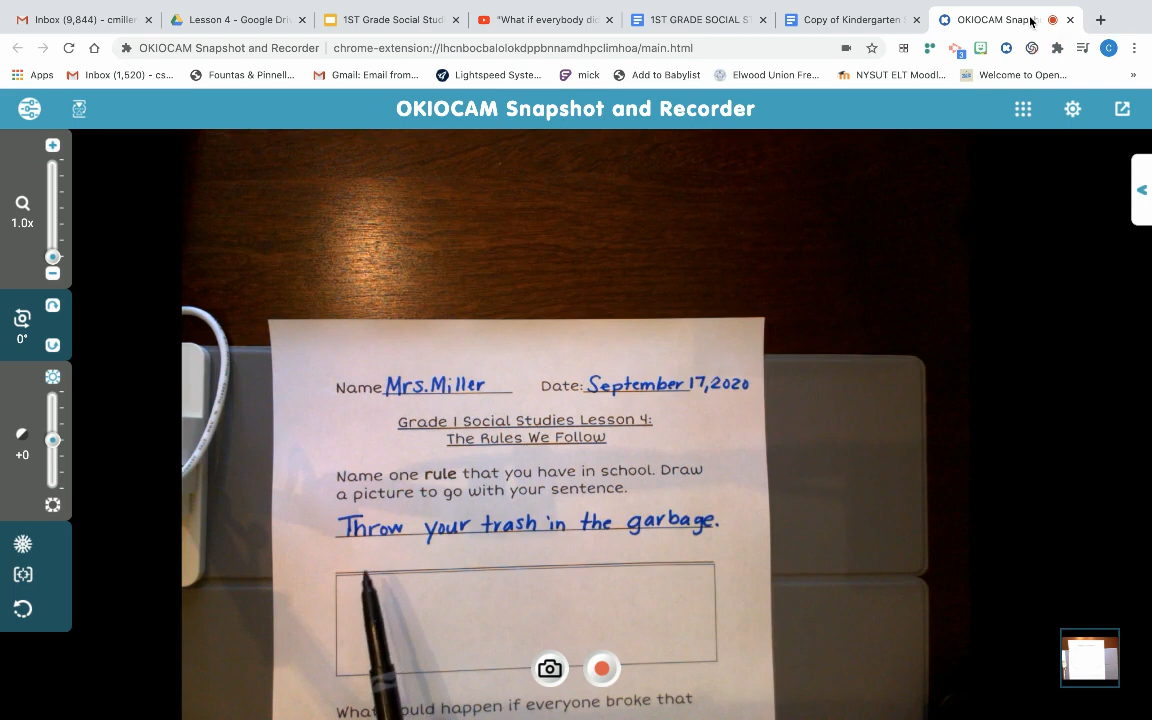 Inbox (9,844) - cmiller
Lesson 4 - Google Dri
1ST Grade Social Stud
"What if everybody did
1ST GRADE SOCIAL ST
Copy of Kindergarten
OKIOCAM Snaps
OKIOCAM Snapshot and Recorder
chrome-extension://lhcnbocbalolokdppbnnamdhpclimhoa/main.html
3
C
Apps
Inbox (1,520) - cs...
Fountas & Pinnell...
Gmail: Email from...
Lightspeed Syste...
mick
Add to Babylist
Elwood Union Fre...
NYSUT ELT Moodl...
Welcome to Open...
»
OKIOCAM Snapshot and Recorder
1.0x
0°
+0
Name Mrs. Miller Date: September 17, 2020
Grade 1 Social Studies Lesson 4:
The Rules We Follow
Name one rule that you have in school. Draw
a picture to go with your sentence.
Throw your trash in the garbage.
happen if everyone broke that